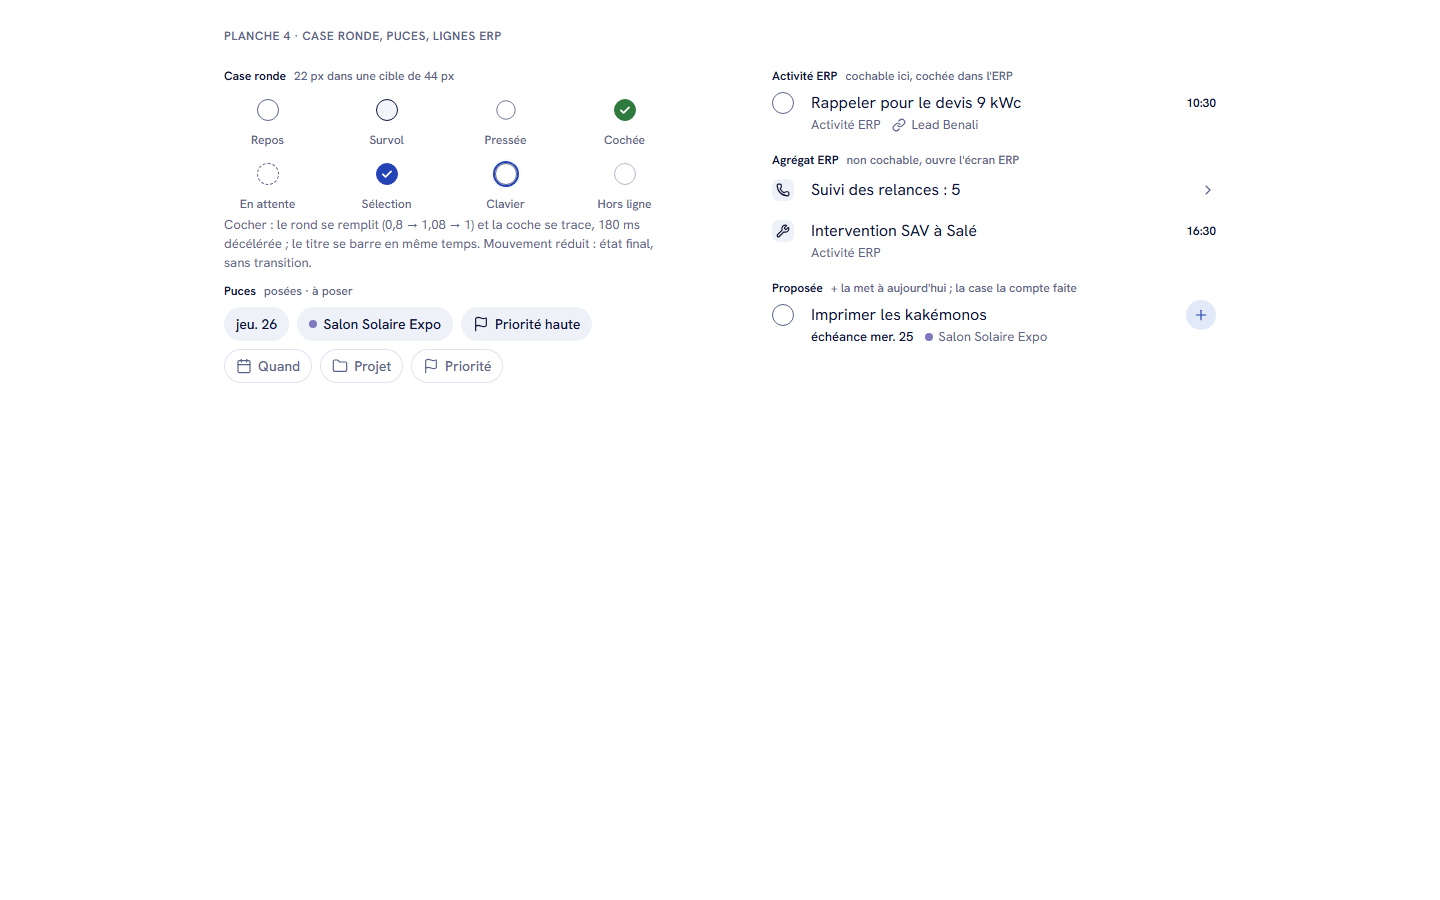 PLANCHE 4 · CASE RONDE, PUCES, LIGNES ERP
Case ronde 22 px dans une cible de 44 px
Repos Survol Pressée Cochée
En attente Sélection Clavier Hors ligne
Cocher : le rond se remplit (0,8 → 1,08 → 1) et la coche se trace, 180 ms
décélérée ; le titre se barre en même temps. Mouvement réduit : état final,
sans transition.
Puces posées · à poser
jeu. 26 Salon Solaire Expo Priorité haute
Quand Projet Priorité
Activité ERP cochable ici, cochée dans l'ERP
Rappeler pour le devis 9 kWc 10:30
Activité ERP Lead Benali
Agrégat ERP non cochable, ouvre l'écran ERP
Suivi des relances : 5
Intervention SAV à Salé 16:30
Activité ERP
Proposée + la met à aujourd'hui ; la case la compte faite
Imprimer les kakémonos
échéance mer. 25 Salon Solaire Expo